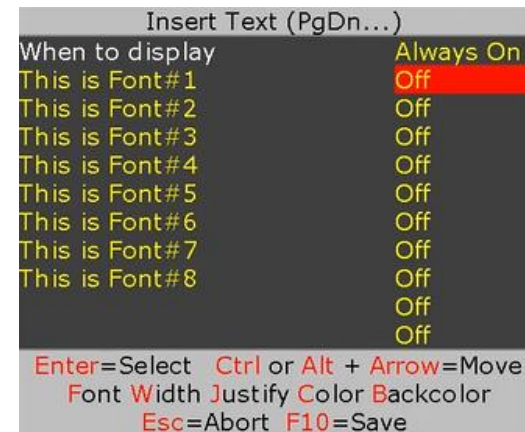 Insert Text (PgDn...)
When to display Always On
This is Font#1 Off
This is Font#2 Off
This is Font#3 Off
This is Font#4 Off
This is Font#5 Off
This is Font#6 Off
This is Font#7 Off
This is Font#8 Off
Off
Off
Enter=Select Ctrl or Alt + Arrow=Move
Font Width Justify Color Backcolor
Esc=Abort F10=Save